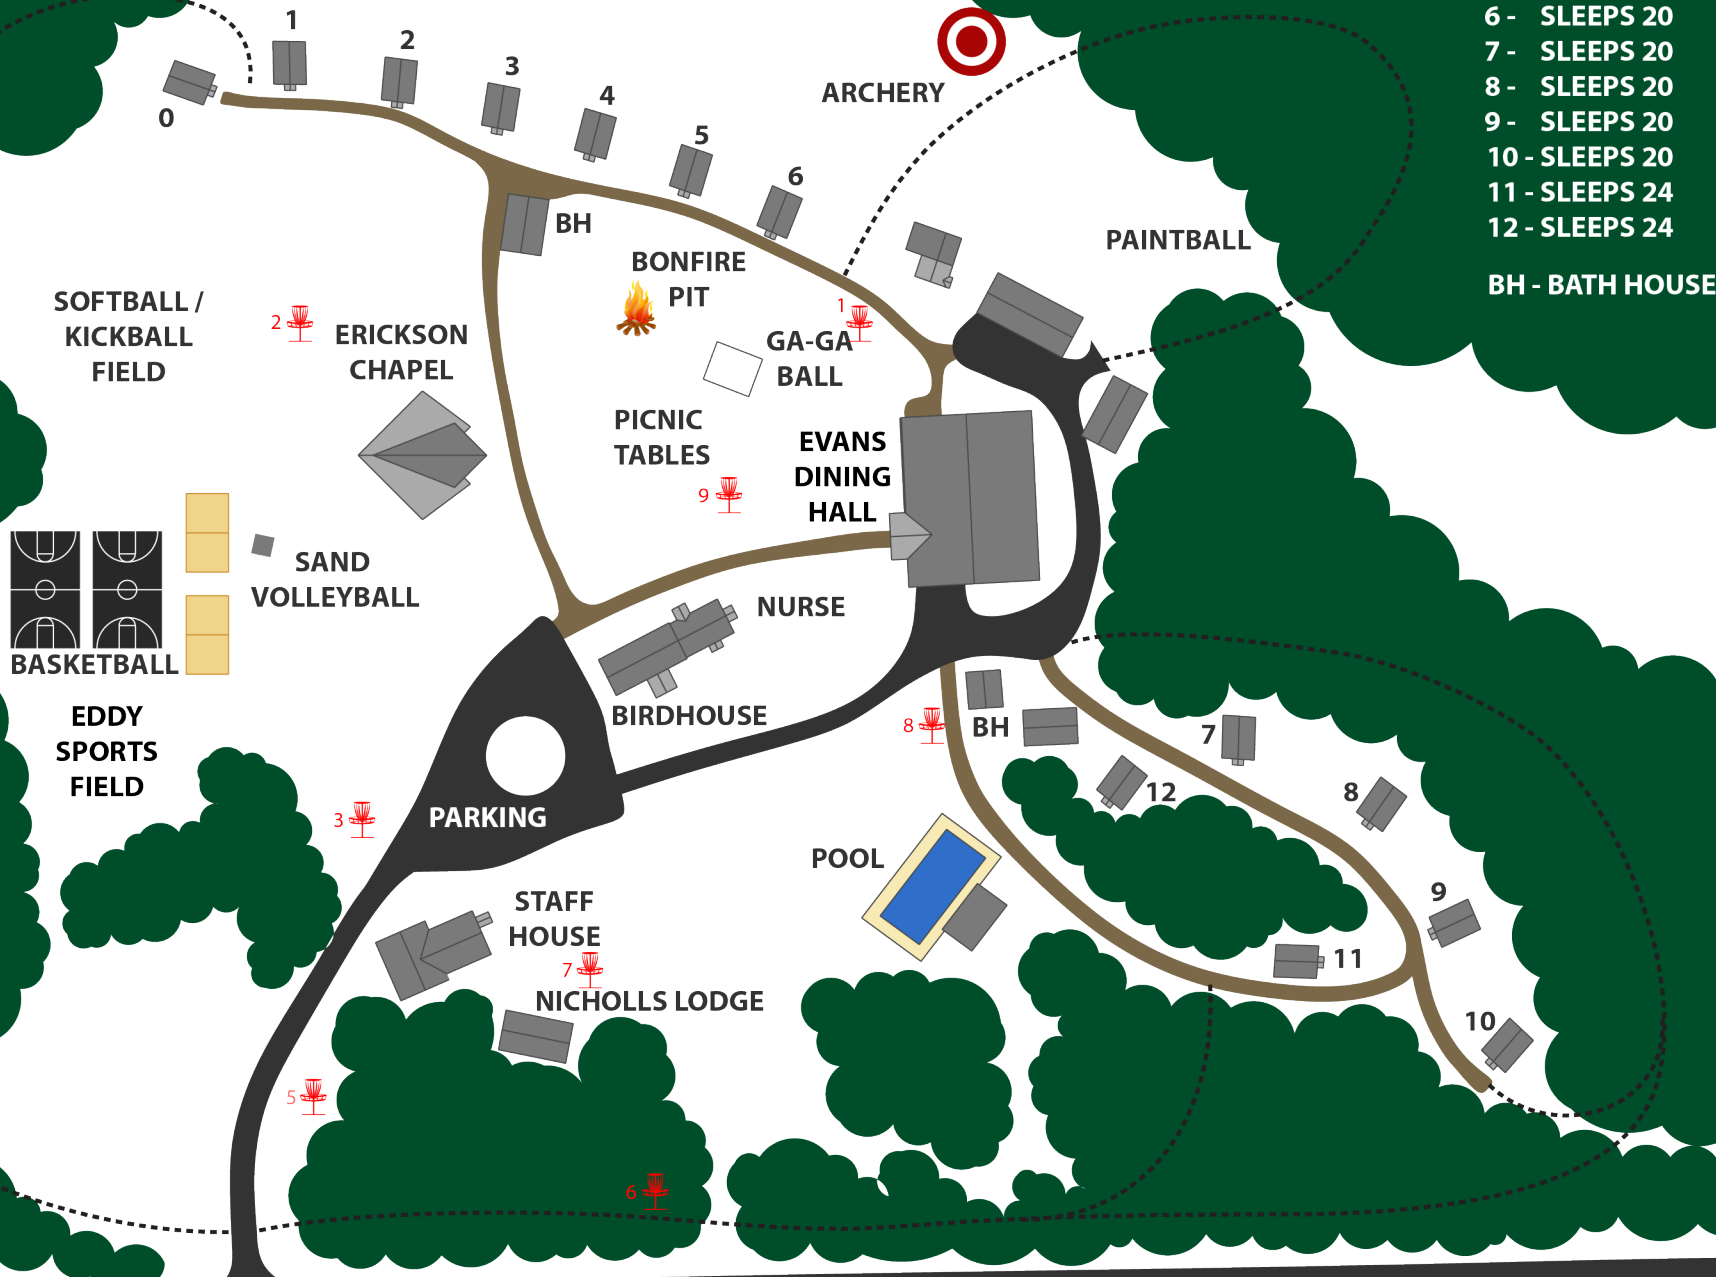 1
2
3
4
5
6
0
ARCHERY
6 - SLEEPS 20
7 - SLEEPS 20
8 - SLEEPS 20
9 - SLEEPS 20
10 - SLEEPS 20
11 - SLEEPS 24
12 - SLEEPS 24
BH - BATH HOUSE
BH
PAINTBALL
BONFIRE
PIT
SOFTBALL /
KICKBALL
FIELD
2
ERICKSON
CHAPEL
1
GA-GA
BALL
PICNIC
TABLES
EVANS
DINING
HALL
9
SAND
VOLLEYBALL
BASKETBALL
NURSE
BIRDHOUSE
EDDY
SPORTS
FIELD
8
BH
7
12
8
3
PARKING
POOL
9
STAFF
HOUSE
7
NICHOLLS LODGE
11
10
5
6